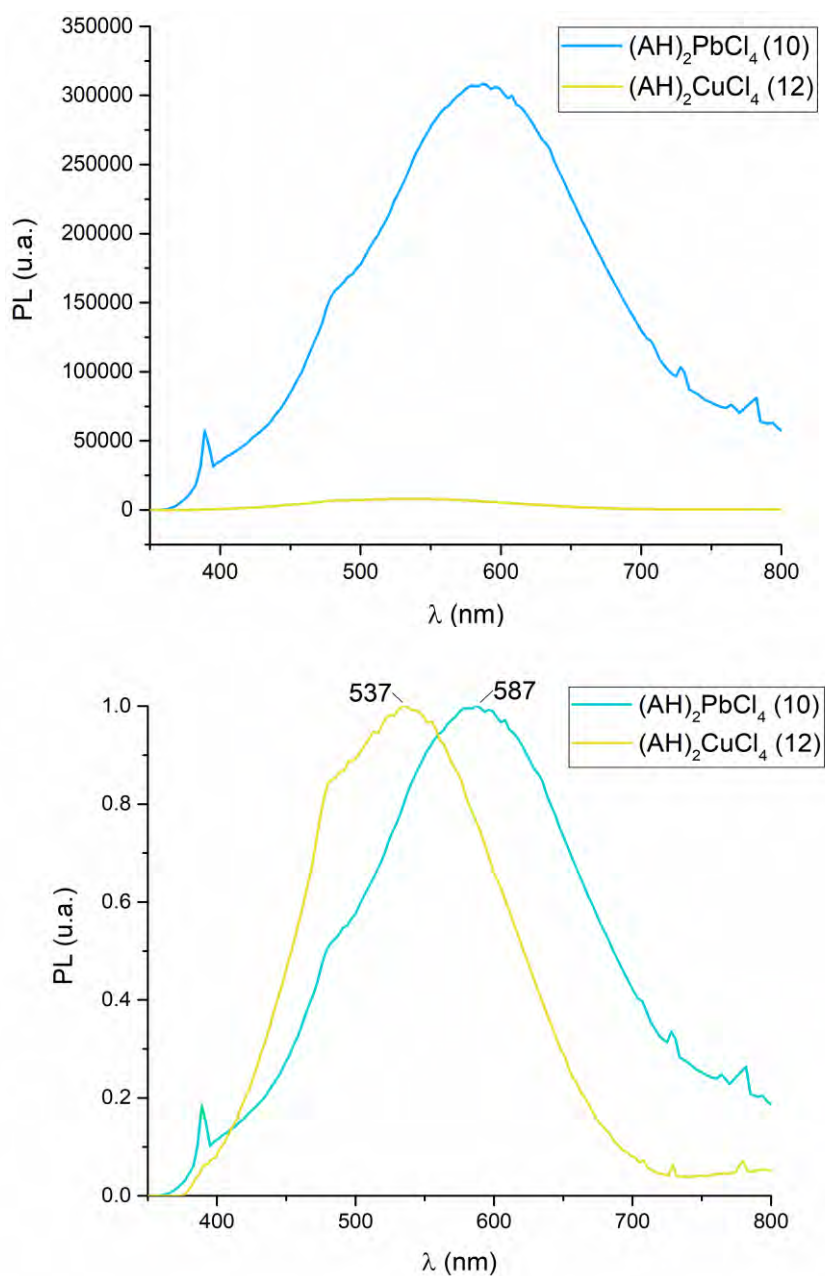 350000
300000
250000
200000
150000
100000
50000
0
PL (u.a.)
(AH)₂PbCl₄ (10)
(AH)₂CuCl₄ (12)
400 500 600 700 800
λ (nm)
537 587
1.0
0.8
0.6
0.4
0.2
0.0
PL (u.a.)
(AH)₂PbCl₄ (10)
(AH)₂CuCl₄ (12)
400 500 600 700 800
λ (nm)